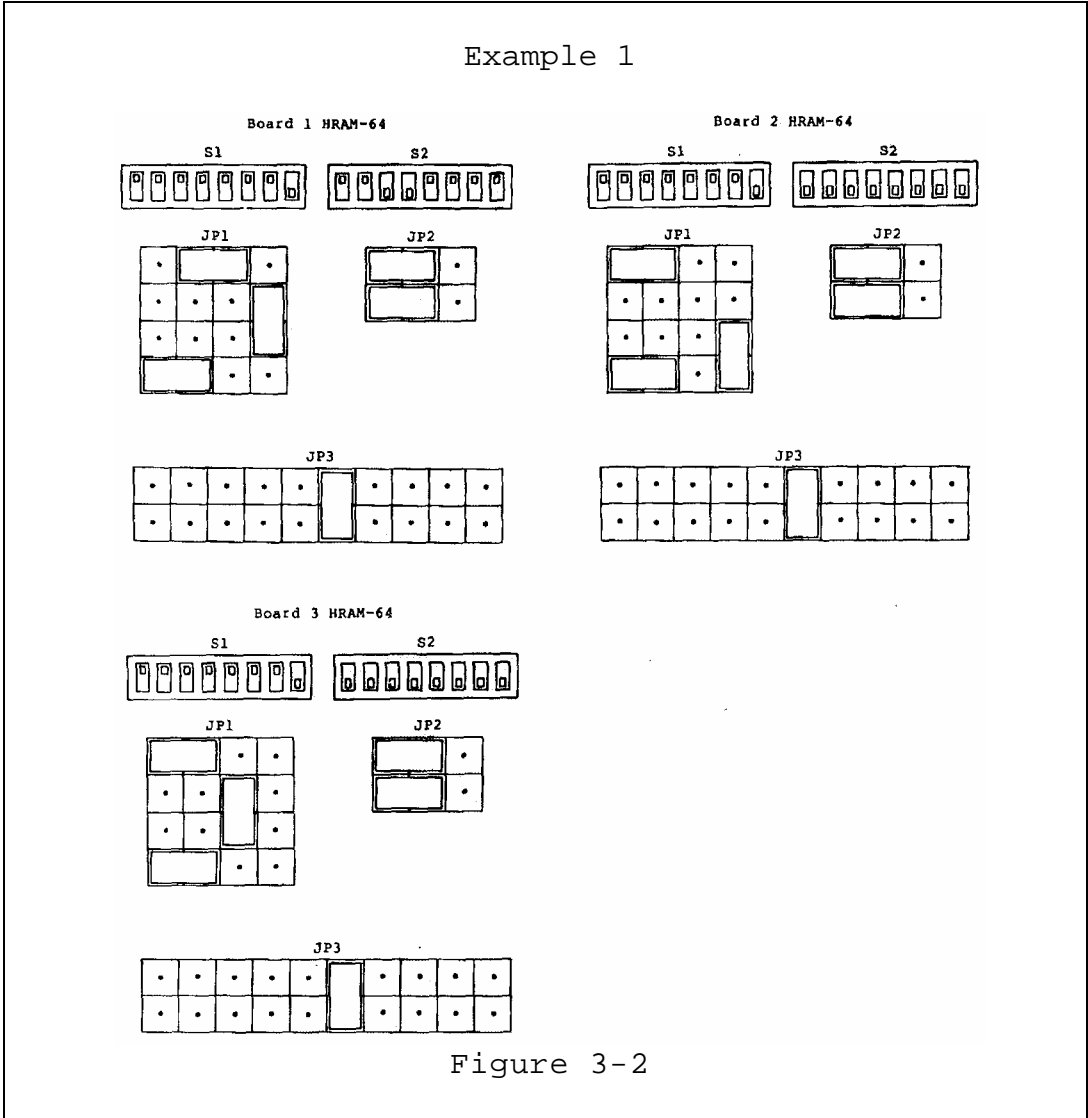 Example 1
Board 1 HRAM-64
S1 S2
JP1 JP2
JP3
Board 2 HRAM-64
S1 S2
JP1 JP2
JP3
Board 3 HRAM-64
S1 S2
JP1 JP2
JP3
Figure 3-2